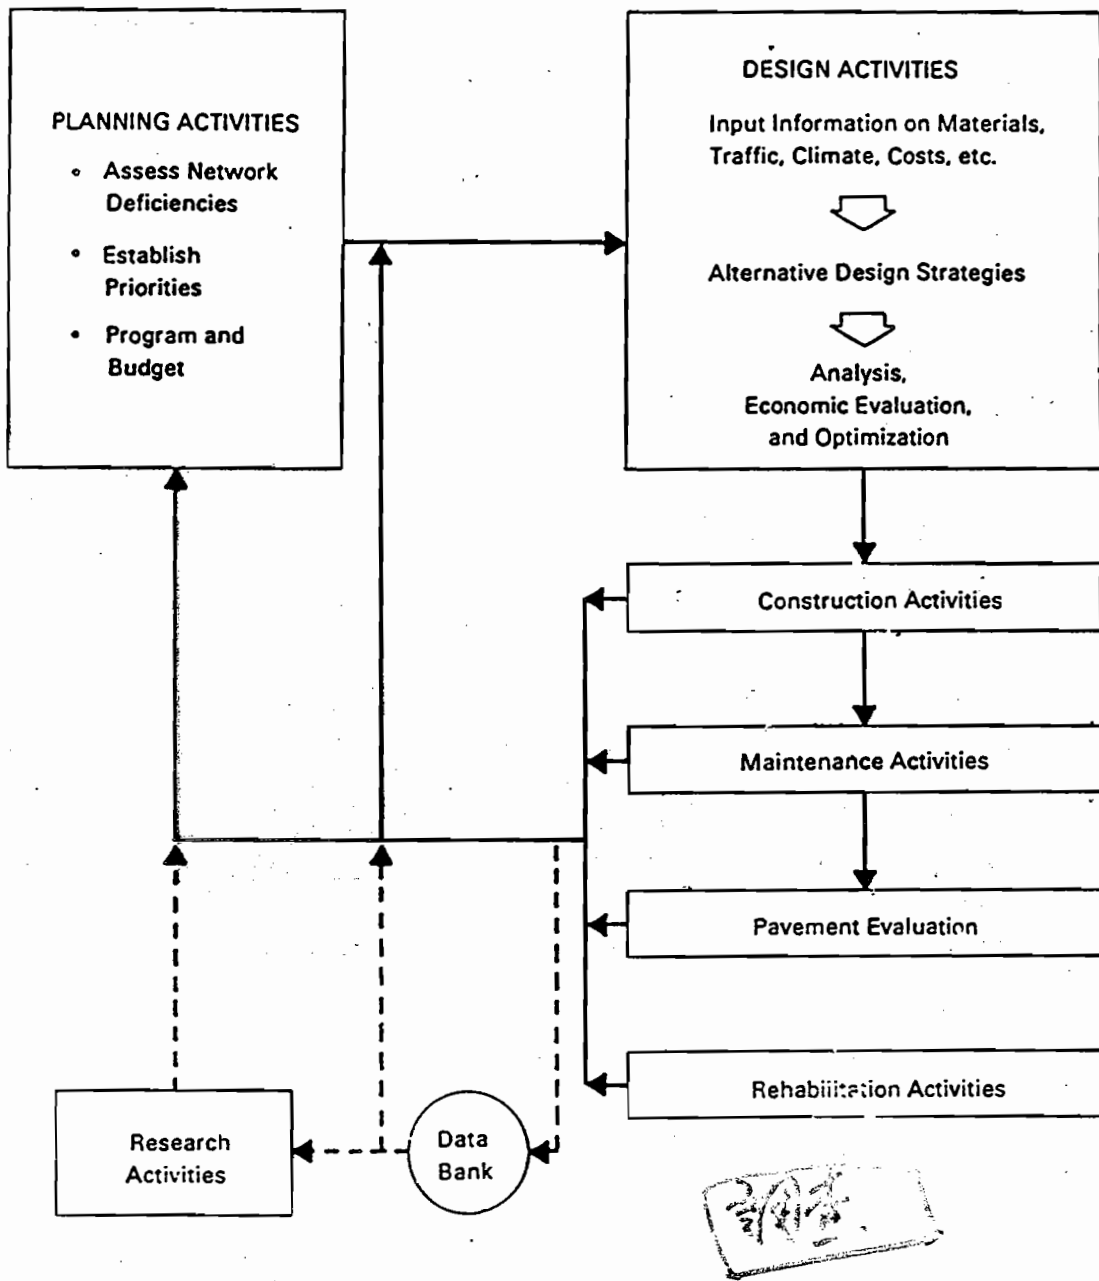 PLANNING ACTIVITIES
• Assess Network
Deficiencies
• Establish
Priorities
• Program and
Budget
DESIGN ACTIVITIES
Input Information on Materials,
Traffic, Climate, Costs, etc.
Alternative Design Strategies
Analysis,
Economic Evaluation,
and Optimization
Construction Activities
Maintenance Activities
Pavement Evaluation
Rehabilitation Activities
Research
Activities
Data
Bank